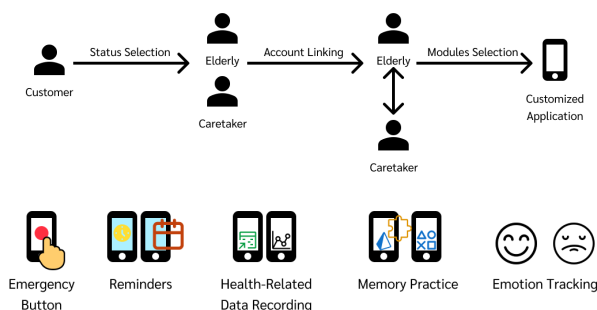 Status Selection
Account Linking
Modules Selection
Customer
Elderly
Caretaker
Elderly
Caretaker
Customized
Application
Emergency
Button
Reminders
Health-Related
Data Recording
Memory Practice
Emotion Tracking